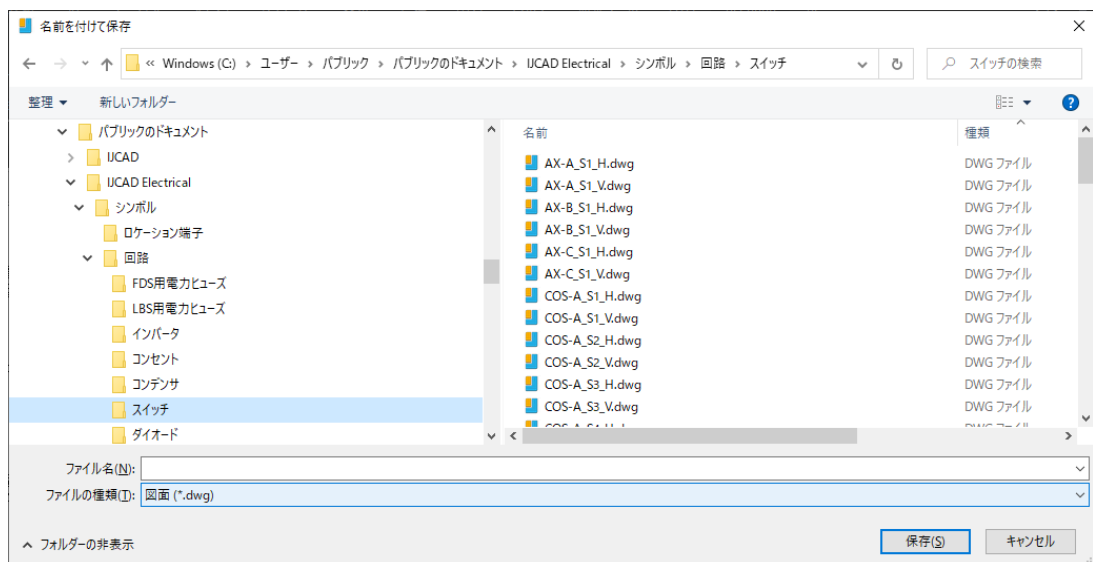 名前を付けて保存
« Windows (C:) › ユーザー › パブリック › パブリックのドキュメント › IJCAD Electrical › シンボル › 回路 › スイッチ
スイッチの検索
整理 新しいフォルダー
パブリックのドキュメント
IJCAD
IJCAD Electrical
シンボル
ロケーション端子
回路
FDS用電力ヒューズ
LBS用電力ヒューズ
インバータ
コンセント
コンデンサ
スイッチ
ダイオード
名前 種類
AX-A_S1_H.dwg DWG ファイル
AX-A_S1_V.dwg DWG ファイル
AX-B_S1_H.dwg DWG ファイル
AX-B_S1_V.dwg DWG ファイル
AX-C_S1_H.dwg DWG ファイル
AX-C_S1_V.dwg DWG ファイル
COS-A_S1_H.dwg DWG ファイル
COS-A_S1_V.dwg DWG ファイル
COS-A_S2_H.dwg DWG ファイル
COS-A_S2_V.dwg DWG ファイル
COS-A_S3_H.dwg DWG ファイル
COS-A_S3_V.dwg DWG ファイル
ファイル名(N):
ファイルの種類(T): 図面 (*.dwg)
フォルダーの非表示 保存(S) キャンセル